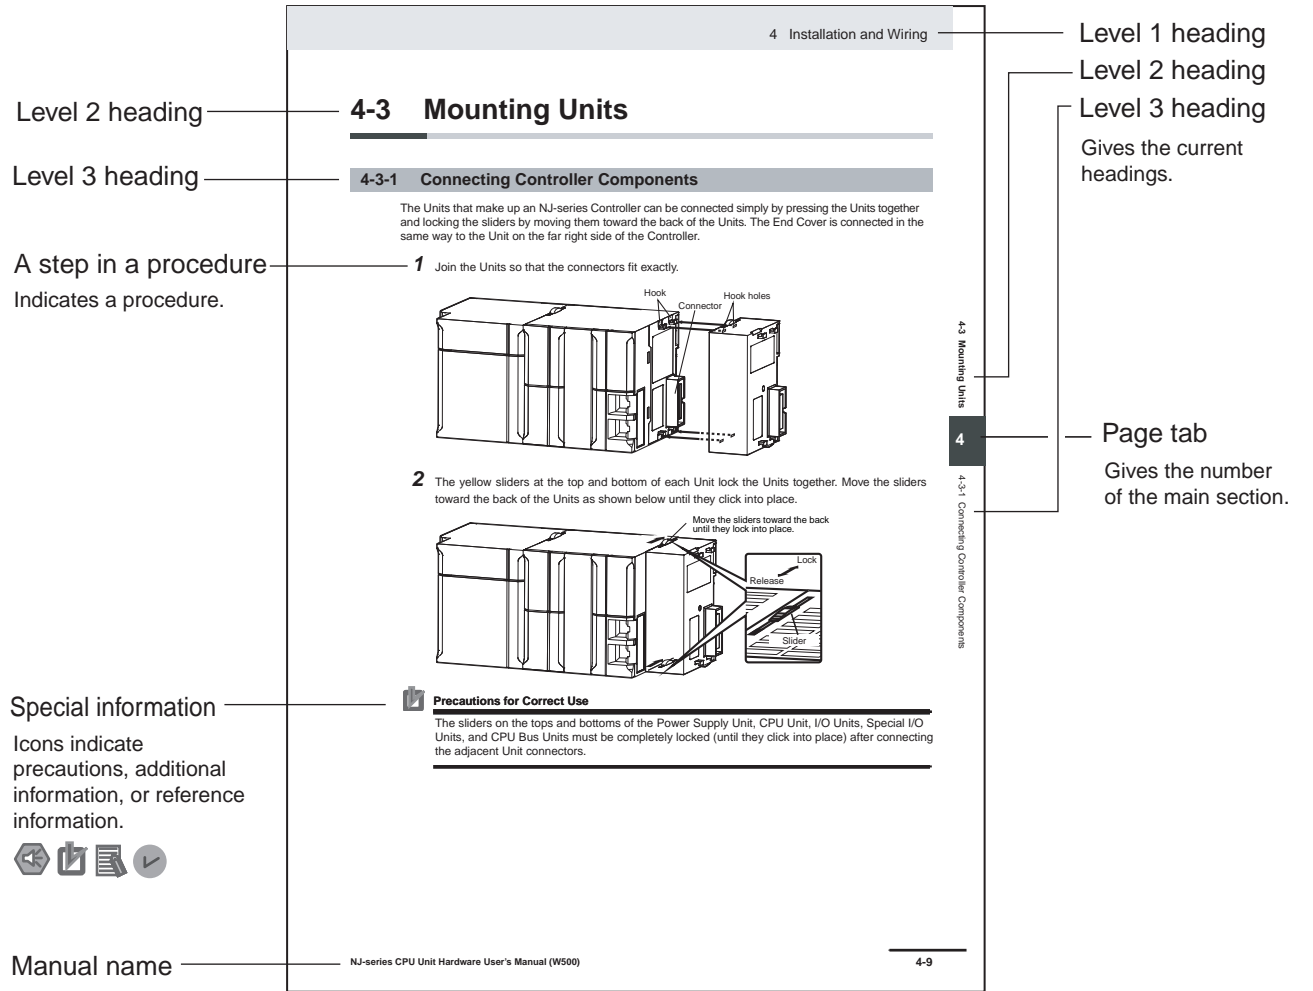 4 Installation and Wiring
Level 1 heading
Level 2 heading
Level 3 heading
Gives the current
headings.
Level 2 heading
4-3 Mounting Units
Level 3 heading
4-3-1 Connecting Controller Components
The Units that make up an NJ-series Controller can be connected simply by pressing the Units together
and locking the sliders by moving them toward the back of the Units. The End Cover is connected in the
same way to the Unit on the far right side of the Controller.
A step in a procedure
Indicates a procedure.
1 Join the Units so that the connectors fit exactly.
Hook
Connector
Hook holes
4-3 Mounting Units
4
Page tab
Gives the number
of the main section.
4-3-1 Connecting Controller Components
2 The yellow sliders at the top and bottom of each Unit lock the Units together. Move the sliders
toward the back of the Units as shown below until they click into place.
Move the sliders toward the back
until they lock into place.
Lock
Release
Slider
Special information
Icons indicate
precautions, additional
information, or reference
information.
Precautions for Correct Use
The sliders on the tops and bottoms of the Power Supply Unit, CPU Unit, I/O Units, Special I/O
Units, and CPU Bus Units must be completely locked (until they click into place) after connecting
the adjacent Unit connectors.
Manual name
NJ-series CPU Unit Hardware User's Manual (W500)
4-9